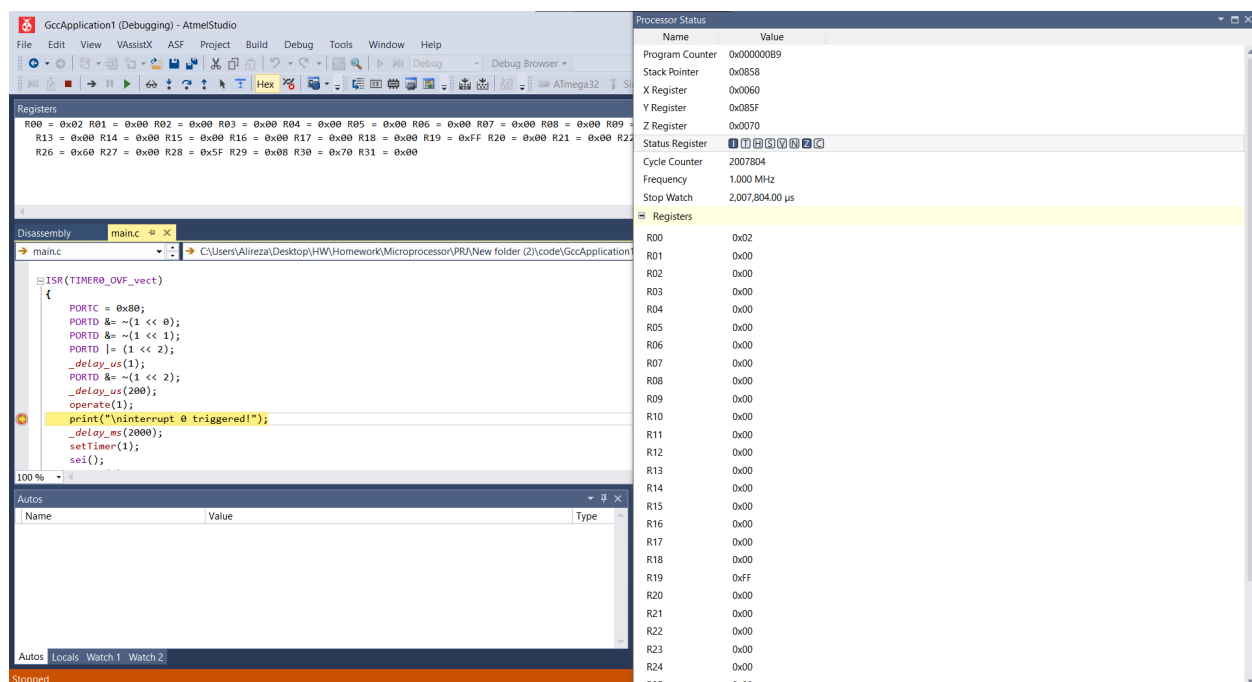 GccApplication1 (Debugging) - AtmelStudio
File Edit View VAssistX ASF Project Build Debug Tools Window Help
Debug Debug Browser
Hex ATmega32
Registers
R00 = 0x02 R01 = 0x00 R02 = 0x00 R03 = 0x00 R04 = 0x00 R05 = 0x00 R06 = 0x00 R07 = 0x00 R08 = 0x00 R09 =
R13 = 0x00 R14 = 0x00 R15 = 0x00 R16 = 0x00 R17 = 0x00 R18 = 0x00 R19 = 0xFF R20 = 0x00 R21 = 0x00 R22
R26 = 0x60 R27 = 0x00 R28 = 0x5F R29 = 0x08 R30 = 0x70 R31 = 0x00
Disassembly main.c
main.c C:\Users\Alireza\Desktop\HW\Homework\Microprocessor\PRJ\New folder (2)\code\GccApplication1
ISR(TIMER0_OVF_vect)
{
PORTC = 0x80;
PORTD &= ~(1 << 0);
PORTD &= ~(1 << 1);
PORTD |= (1 << 2);
_delay_us(1);
PORTD &= ~(1 << 2);
_delay_us(200);
operate(1);
print("\ninterrupt 0 triggered!");
_delay_ms(2000);
setTimer(1);
sei();
100 %
Autos
Name Value Type
Autos Locals Watch 1 Watch 2
Stopped
Processor Status
Name Value
Program Counter 0x000000B9
Stack Pointer 0x0858
X Register 0x0060
Y Register 0x085F
Z Register 0x0070
Status Register I T H S V N Z C
Cycle Counter 2007804
Frequency 1.000 MHz
Stop Watch 2,007,804.00 µs
Registers
R00 0x02
R01 0x00
R02 0x00
R03 0x00
R04 0x00
R05 0x00
R06 0x00
R07 0x00
R08 0x00
R09 0x00
R10 0x00
R11 0x00
R12 0x00
R13 0x00
R14 0x00
R15 0x00
R16 0x00
R17 0x00
R18 0x00
R19 0xFF
R20 0x00
R21 0x00
R22 0x00
R23 0x00
R24 0x00